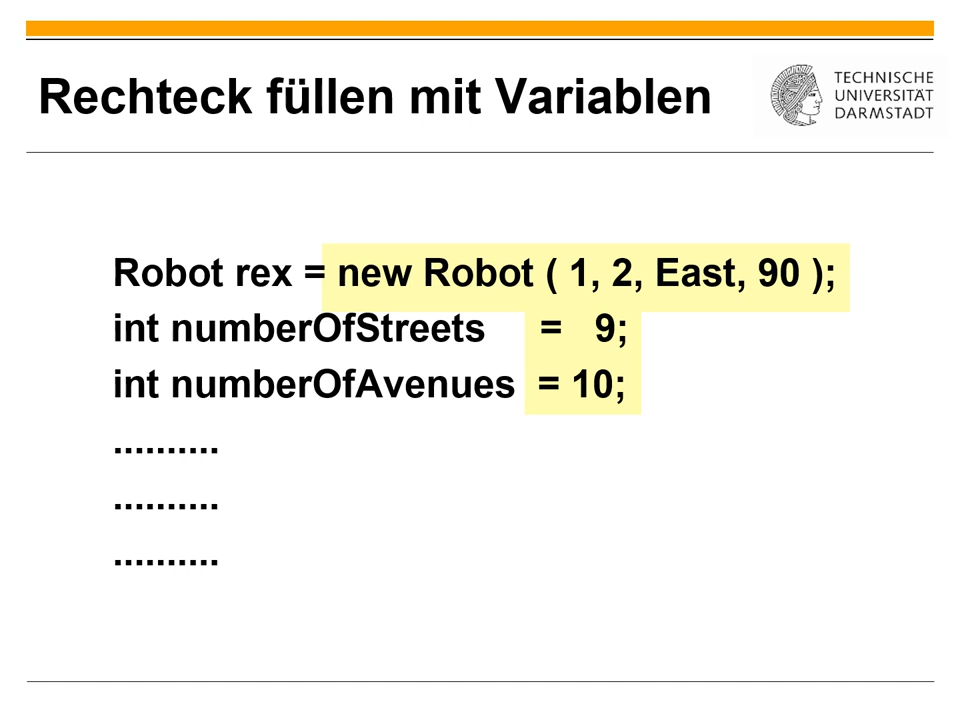 Rechteck füllen mit Variablen
TECHNISCHE
UNIVERSITÄT
DARMSTADT
Robot rex = new Robot ( 1, 2, East, 90 );
int numberOfStreets = 9;
int numberOfAvenues = 10;
..........
..........
..........